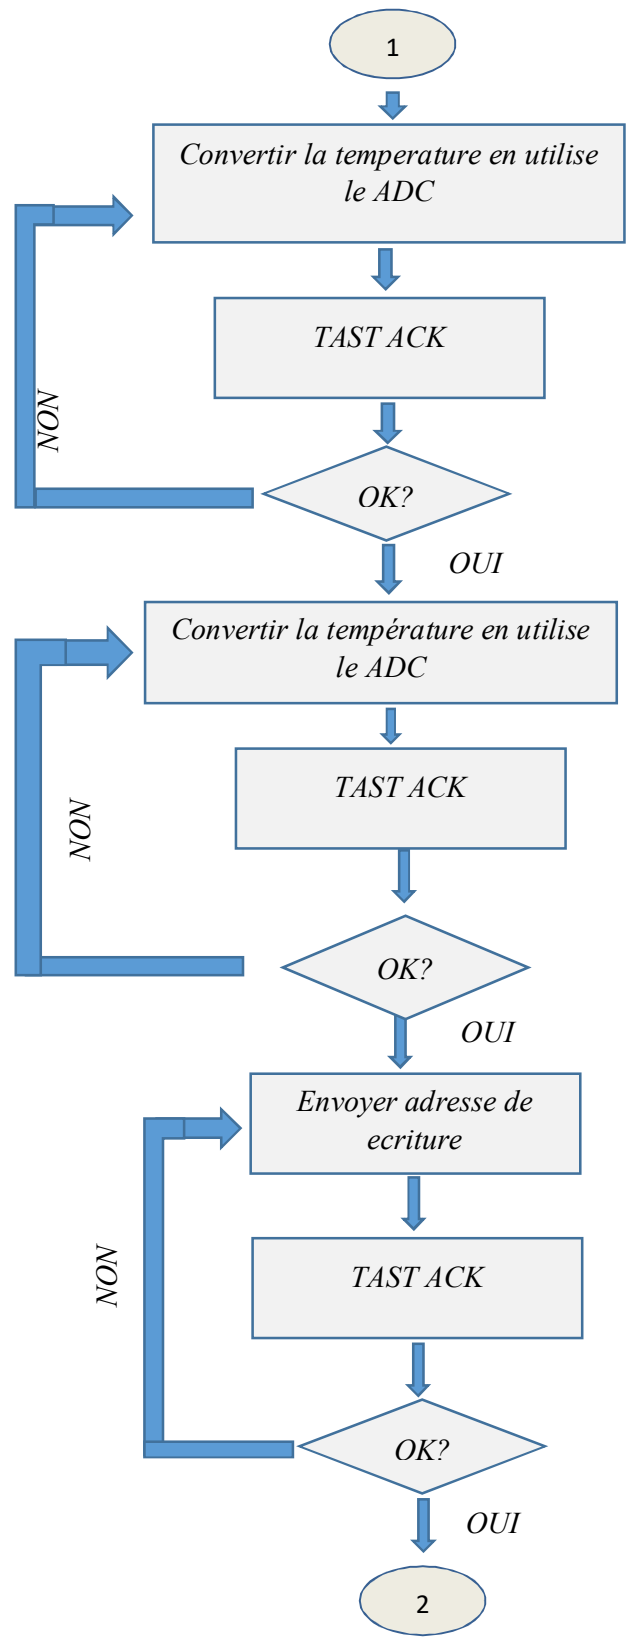 1
Convertir la temperature en utilise
le ADC
TAST ACK
NON
OK?
OUI
Convertir la température en utilise
le ADC
TAST ACK
NON
OK?
OUI
Envoyer adresse de
ecriture
NON
TAST ACK
OK?
OUI
2